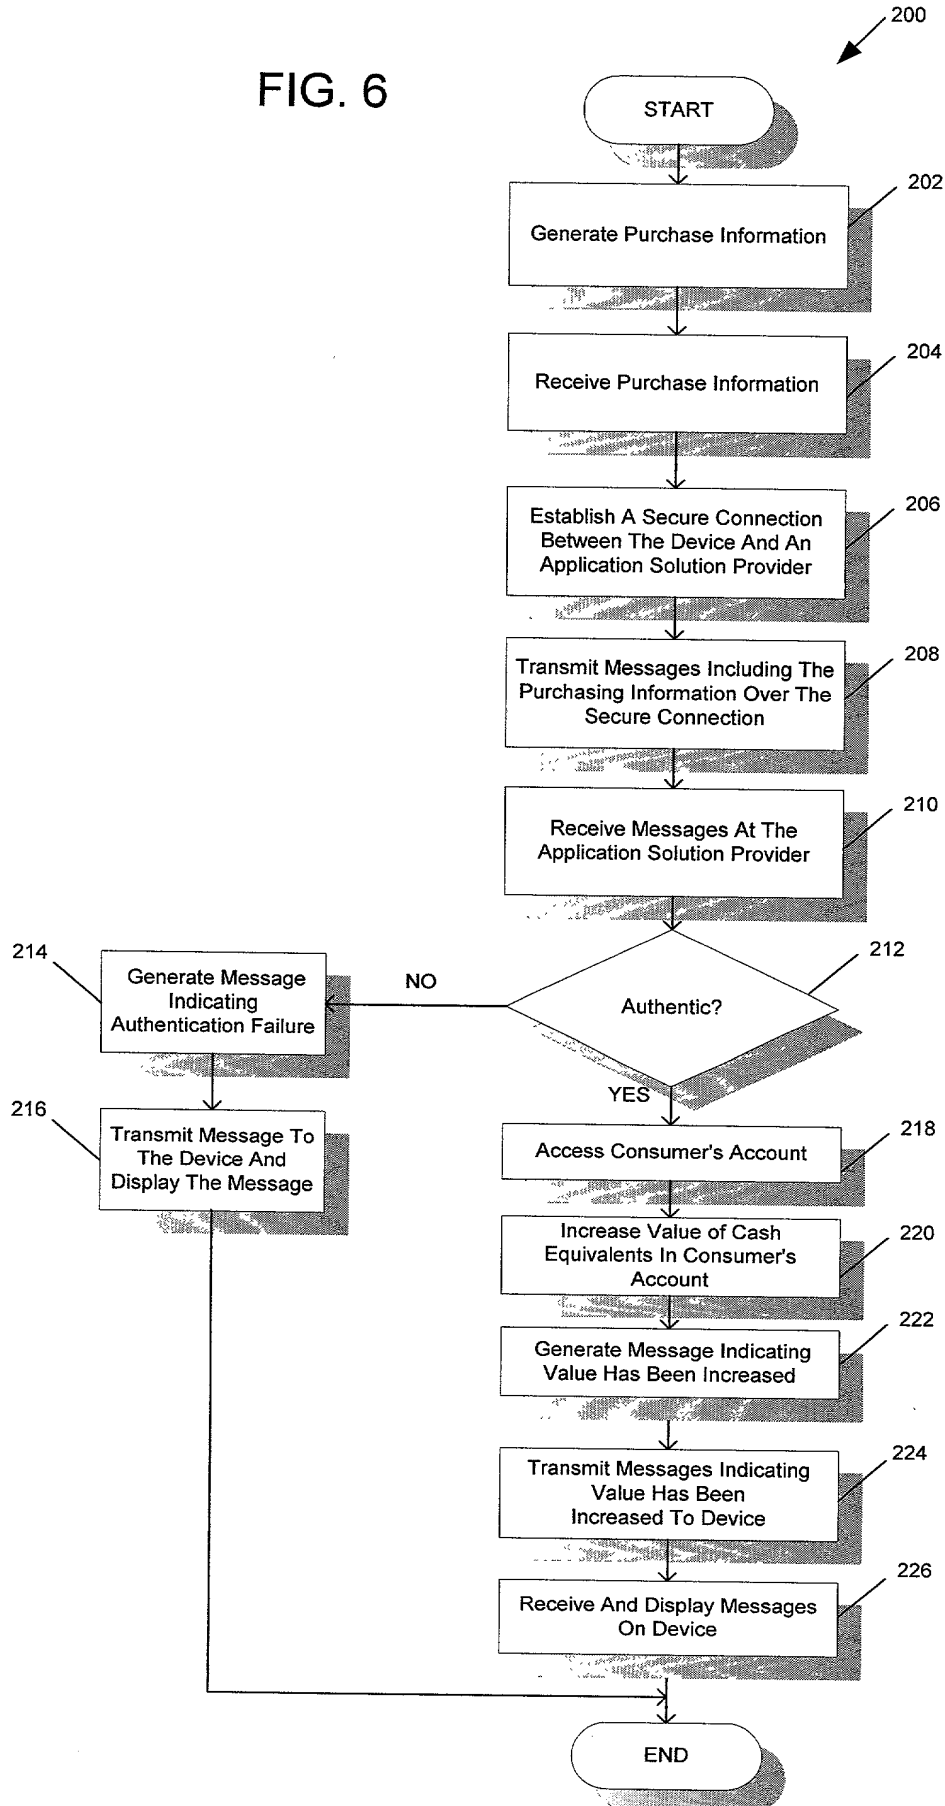 200
FIG. 6
START
202
Generate Purchase Information
204
Receive Purchase Information
206
Establish A Secure Connection
Between The Device And An
Application Solution Provider
208
Transmit Messages Including The
Purchasing Information Over The
Secure Connection
210
Receive Messages At The
Application Solution Provider
212
Authentic?
NO
214
Generate Message
Indicating
Authentication Failure
216
Transmit Message To
The Device And
Display The Message
YES
218
Access Consumer's Account
220
Increase Value of Cash
Equivalents In Consumer's
Account
222
Generate Message Indicating
Value Has Been Increased
224
Transmit Messages Indicating
Value Has Been
Increased To Device
226
Receive And Display Messages
On Device
END